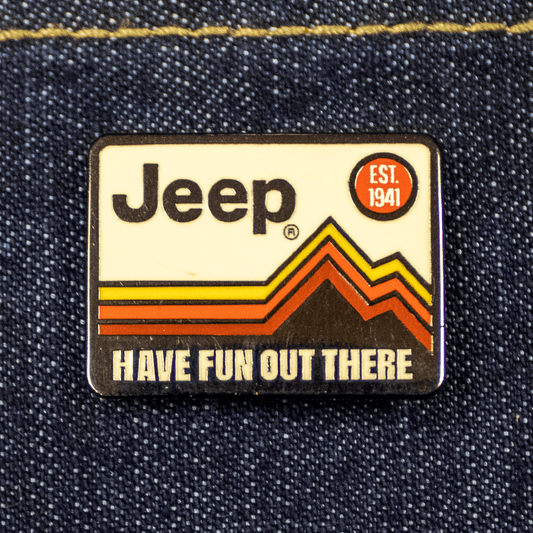 Jeep®
EST.
1941
HAVE FUN OUT THERE